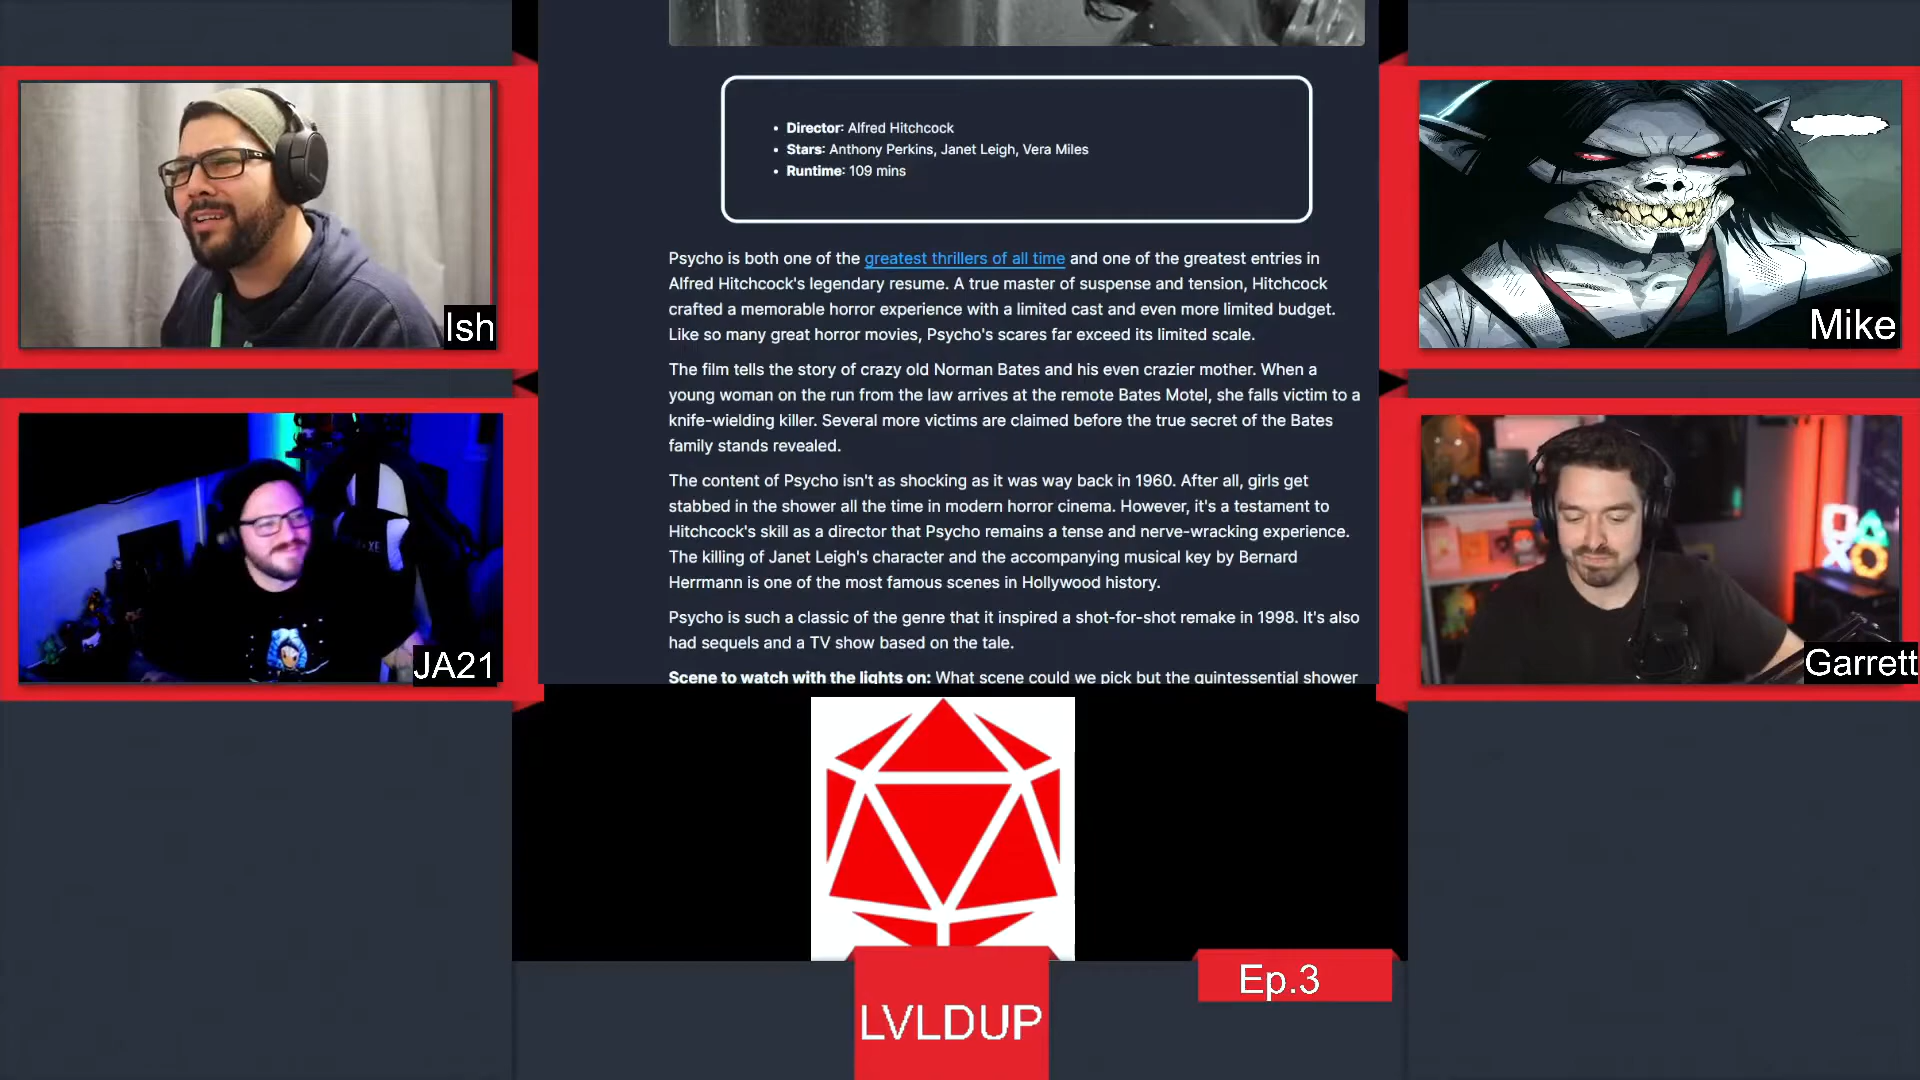 Director: Alfred Hitchcock
Stars: Anthony Perkins, Janet Leigh, Vera Miles
Runtime: 109 mins
Psycho is both one of the greatest thrillers of all time and one of the greatest entries in
Alfred Hitchcock's legendary resume. A true master of suspense and tension, Hitchcock
crafted a memorable horror experience with a limited cast and even more limited budget.
Like so many great horror movies, Psycho's scares far exceed its limited scale.
The film tells the story of crazy old Norman Bates and his even crazier mother. When a
young woman on the run from the law arrives at the remote Bates Motel, she falls victim to a
knife-wielding killer. Several more victims are claimed before the true secret of the Bates
family stands revealed.
The content of Psycho isn't as shocking as it was way back in 1960. After all, girls get
stabbed in the shower all the time in modern horror cinema. However, it's a testament to
Hitchcock's skill as a director that Psycho remains a tense and nerve-wracking experience.
The killing of Janet Leigh's character and the accompanying musical key by Bernard
Herrmann is one of the most famous scenes in Hollywood history.
Psycho is such a classic of the genre that it inspired a shot-for-shot remake in 1998. It's also
had sequels and a TV show based on the tale.
Scene to watch with the lights on: What scene could we pick but the quintessential shower
Ish
Mike
JA21
Garrett
Ep.3
LVLDUP